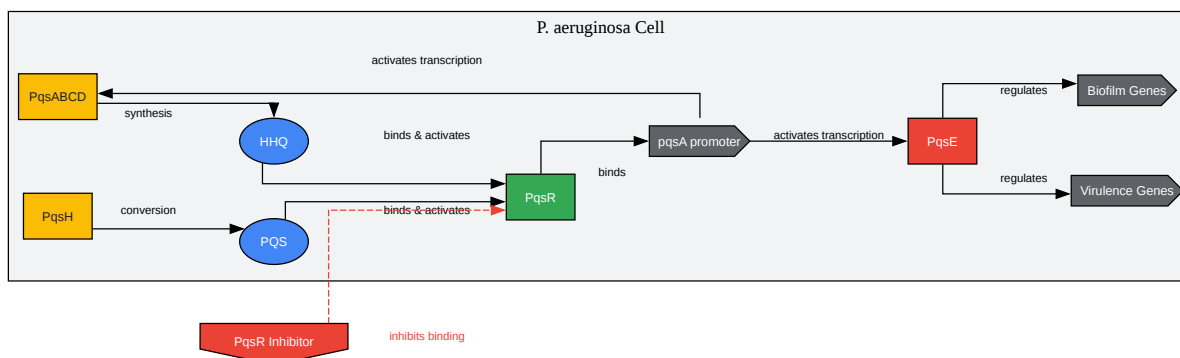 P. aeruginosa Cell
activates transcription
PqsABCD
synthesis
HHQ
binds & activates
pqsA promoter
activates transcription
PqsE
regulates
Biofilm Genes
binds
regulates
Virulence Genes
PqsH
conversion
PQS
binds & activates
PqsR
PqsR Inhibitor
inhibits binding